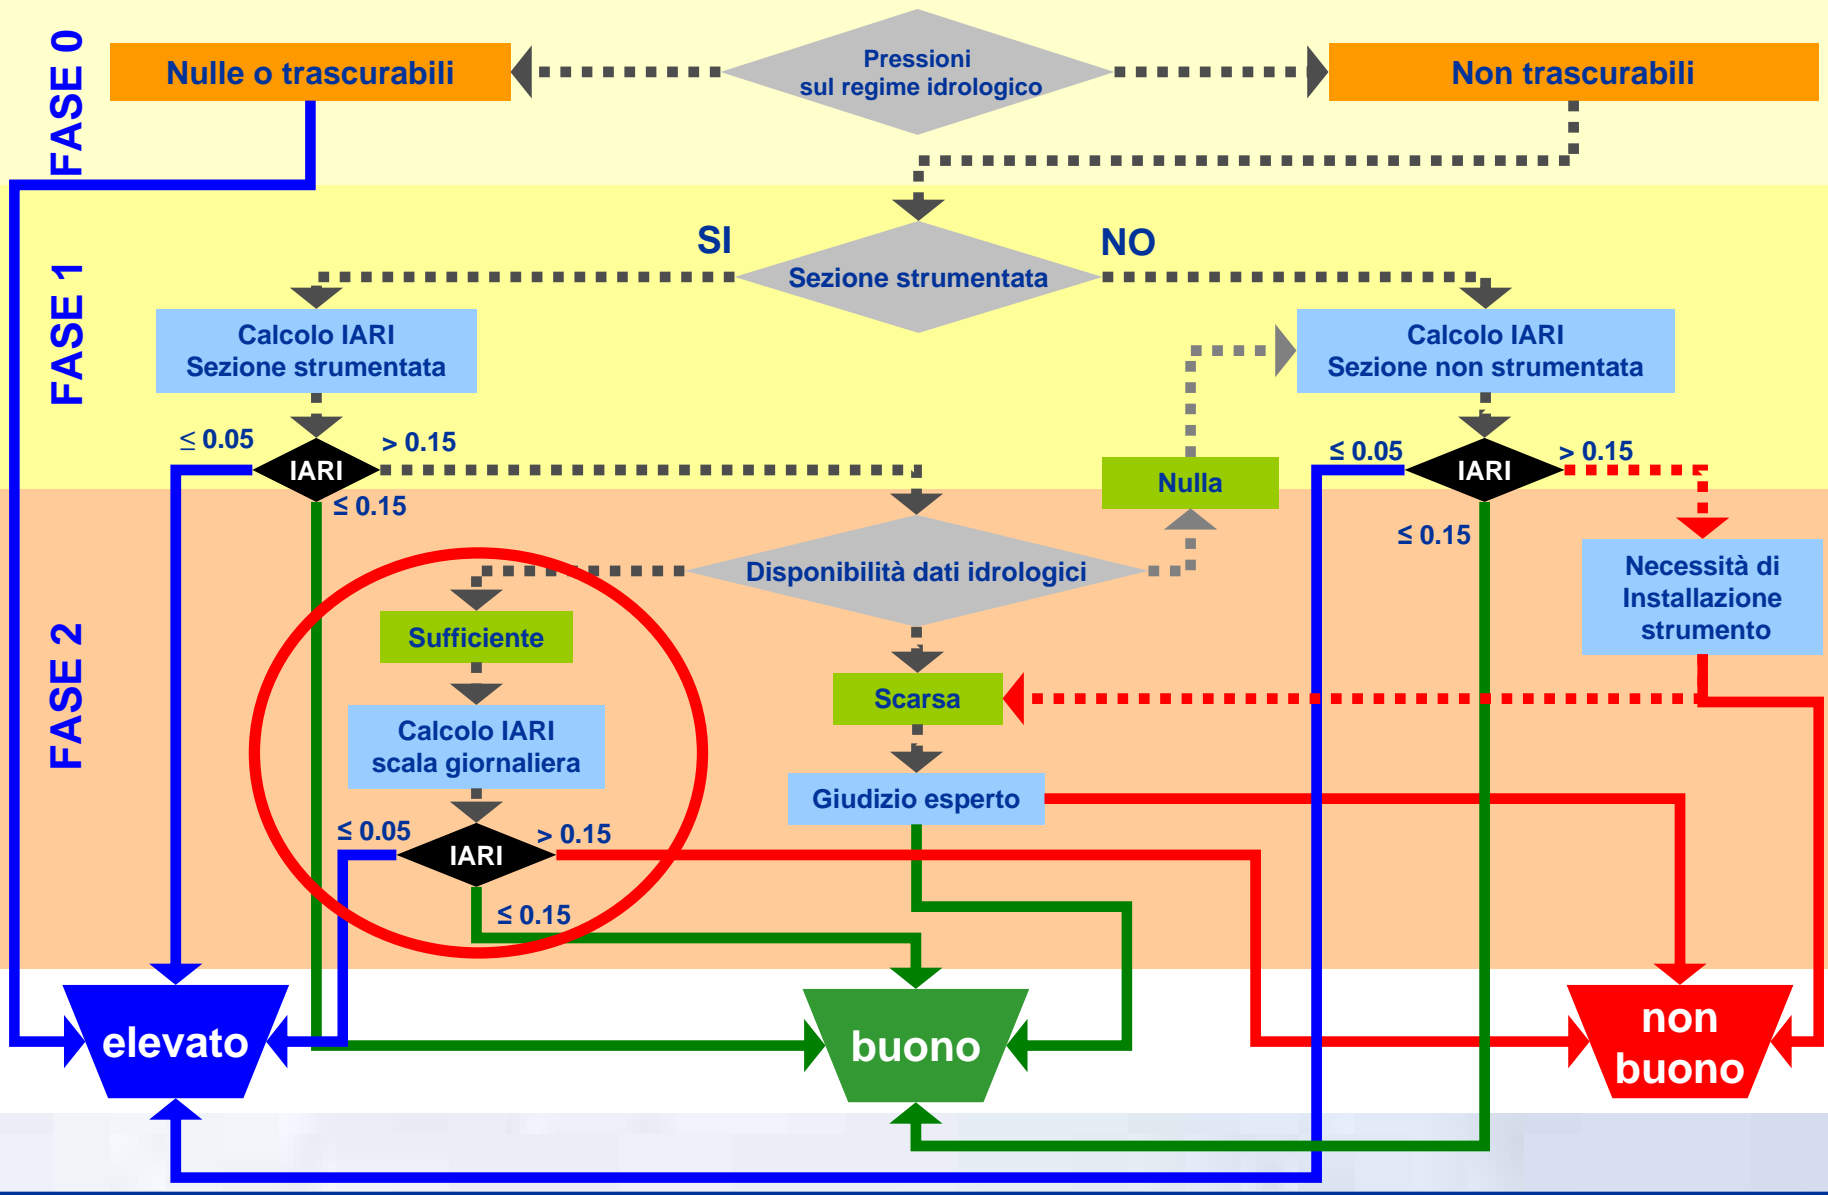 FASE 0
Nulle o trascurabili
Pressioni
sul regime idrologico
Non trascurabili
FASE 1
SI
NO
Sezione strumentata
Calcolo IARI
Sezione strumentata
Calcolo IARI
Sezione non strumentata
≤ 0.05
IARI
> 0.15
≤ 0.15
Nulla
≤ 0.05
IARI
> 0.15
≤ 0.15
FASE 2
Disponibilità dati idrologici
Necessità di
Installazione
strumento
Sufficiente
Scarsa
Calcolo IARI
scala giornaliera
Giudizio esperto
≤ 0.05
IARI
> 0.15
≤ 0.15
elevato
buono
non
buono